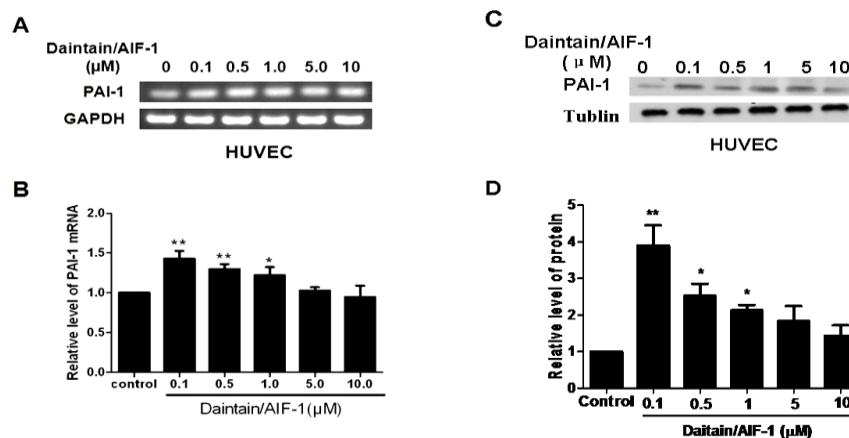 A
Daintain/AIF-1
(μM) 0 0.1 0.5 1.0 5.0 10
PAI-1
GAPDH
HUVEC
B
Relative level of PAI-1 mRNA
2.0
1.5
1.0
0.5
0.0
** ** *
control 0.1 0.5 1.0 5.0 10.0
Daintain/AIF-1(μM)
C
Daintain/AIF-1
( μ M) 0 0.1 0.5 1 5 10
PAI-1
Tublin
HUVEC
D
Relative level of protein
5
4
3
2
1
0
** * *
Control 0.1 0.5 1 5 10
Daitain/AIF-1 (μM)